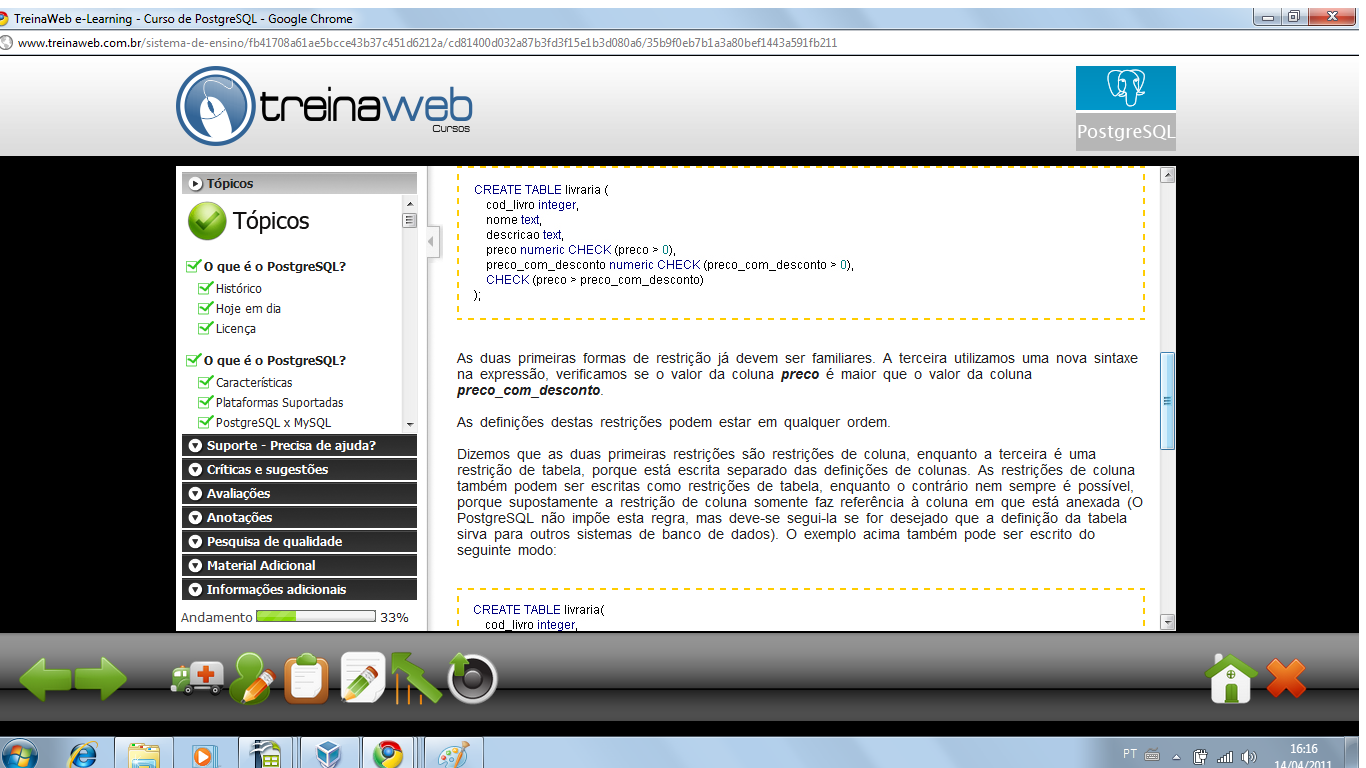 TreinaWeb e-Learning - Curso de PostgreSQL - Google Chrome
www.treinaweb.com.br/sistema-de-ensino/fb41708a61ae5bcce43b37c451d6212a/cd81400d032a87b3fd3f15e1b3d080a6/35b9f0eb7b1a3a80bef1443a591fb211
treinaweb
Cursos
PostgreSQL
Tópicos
Tópicos
O que é o PostgreSQL?
Histórico
Hoje em dia
Licença
O que é o PostgreSQL?
Características
Plataformas Suportadas
PostgreSQL x MySQL
Suporte - Precisa de ajuda?
Críticas e sugestões
Avaliações
Anotações
Pesquisa de qualidade
Material Adicional
Informações adicionais
Andamento 33%
CREATE TABLE livraria (
cod_livro integer,
nome text,
descricao text,
preco numeric CHECK (preco > 0),
preco_com_desconto numeric CHECK (preco_com_desconto > 0),
CHECK (preco > preco_com_desconto)
);
As duas primeiras formas de restrição já devem ser familiares. A terceira utilizamos uma nova sintaxe
na expressão, verificamos se o valor da coluna preco é maior que o valor da coluna
preco_com_desconto.
As definições destas restrições podem estar em qualquer ordem.
Dizemos que as duas primeiras restrições são restrições de coluna, enquanto a terceira é uma
restrição de tabela, porque está escrita separado das definições de colunas. As restrições de coluna
também podem ser escritas como restrições de tabela, enquanto o contrário nem sempre é possível,
porque supostamente a restrição de coluna somente faz referência à coluna em que está anexada (O
PostgreSQL não impõe esta regra, mas deve-se segui-la se for desejado que a definição da tabela
sirva para outros sistemas de banco de dados). O exemplo acima também pode ser escrito do
seguinte modo:
CREATE TABLE livraria(
cod_livro integer,
PT
16:16
14/04/2011